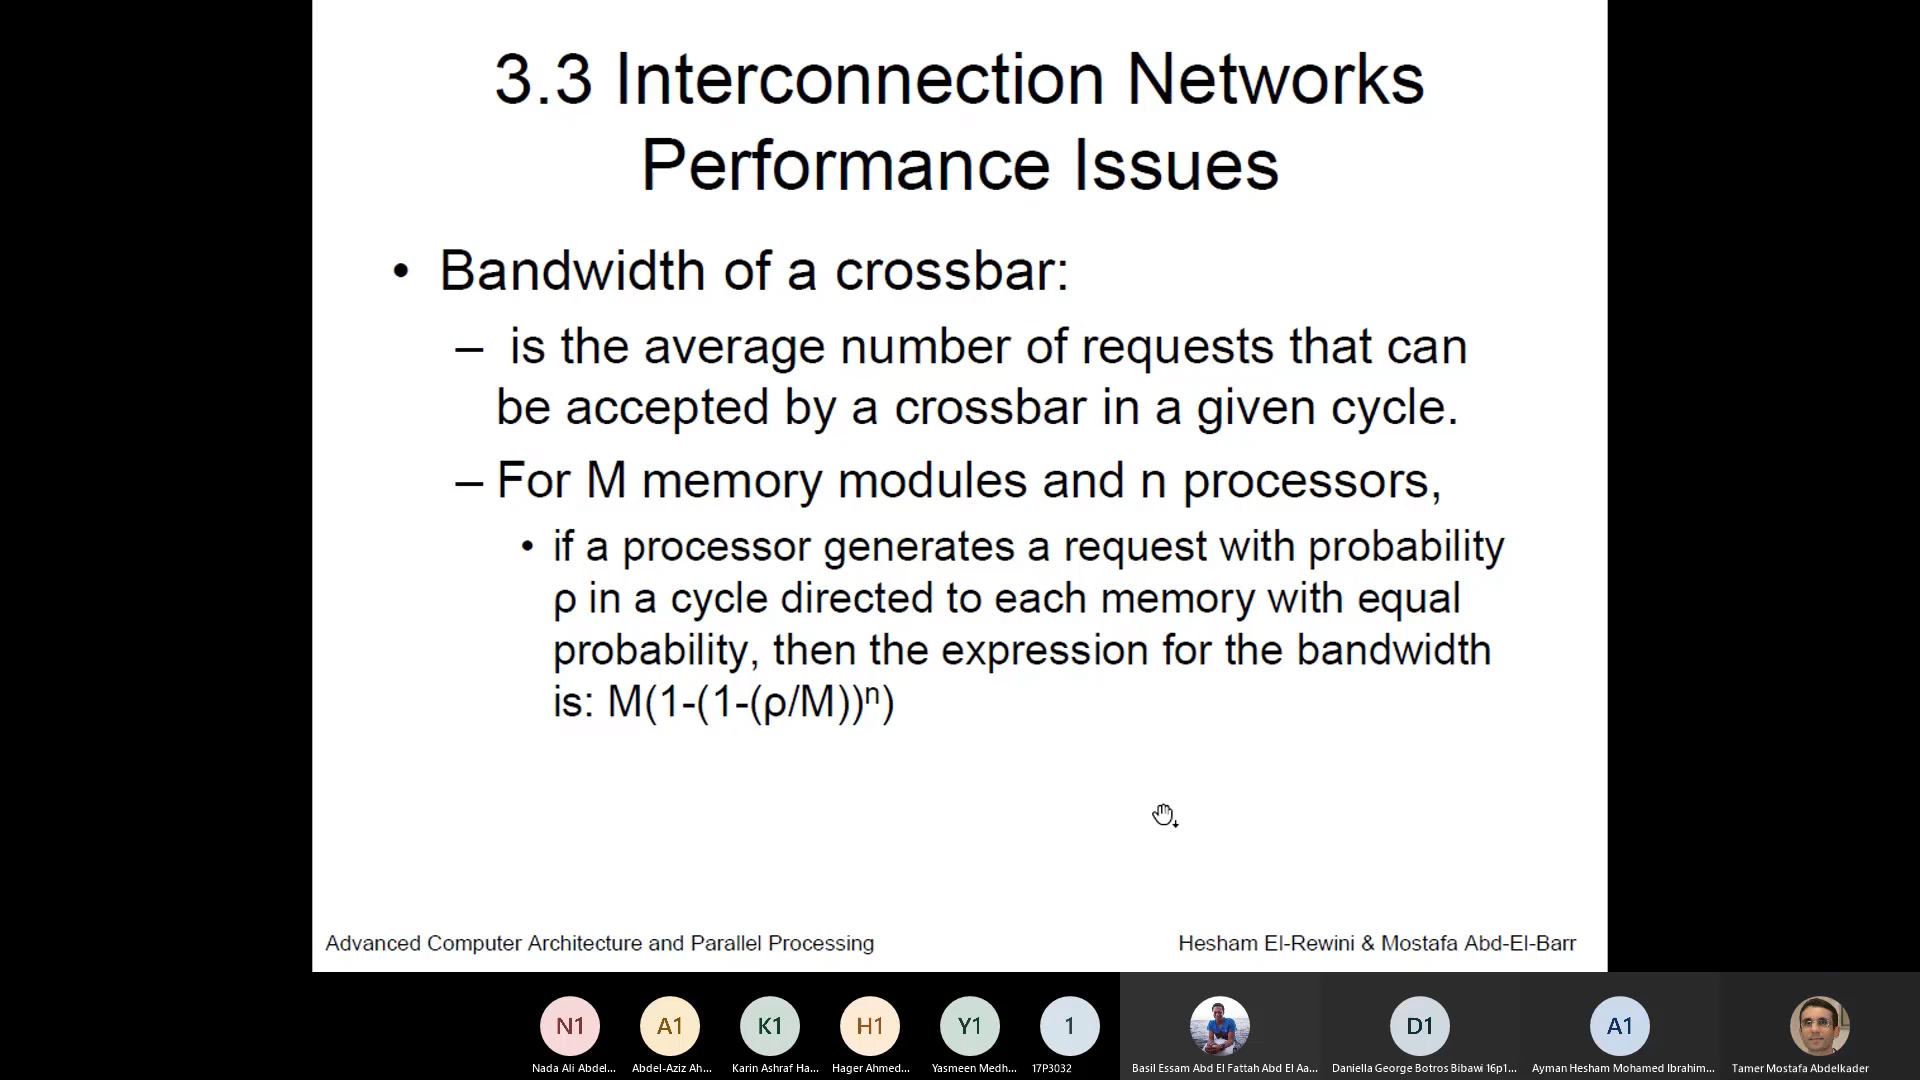 3.3 Interconnection Networks
Performance Issues
• Bandwidth of a crossbar:
– is the average number of requests that can
be accepted by a crossbar in a given cycle.
– For M memory modules and n processors,
• if a processor generates a request with probability
ρ in a cycle directed to each memory with equal
probability, then the expression for the bandwidth
is: M(1-(1-(ρ/M))ⁿ)
Advanced Computer Architecture and Parallel Processing
Hesham El-Rewini & Mostafa Abd-El-Barr
N1
A1
K1
H1
Y1
1
D1
A1
Nada Ali Abdel...
Abdel-Aziz Ah...
Karin Ashraf Ha...
Hager Ahmed...
Yasmeen Medh...
17P3032
Basil Essam Abd El Fattah Abd El Aa...
Daniella George Botros Bibawi 16p1...
Ayman Hesham Mohamed Ibrahim...
Tamer Mostafa Abdelkader